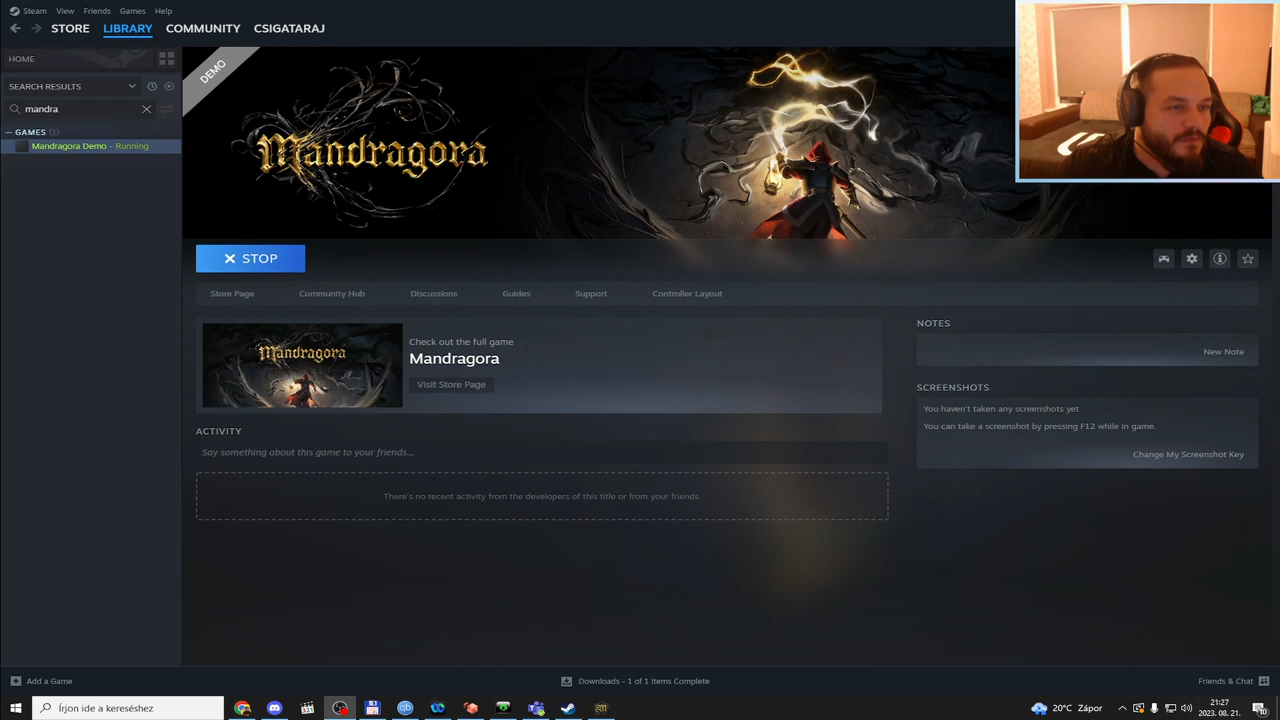 Steam View Friends Games Help
STORE LIBRARY COMMUNITY CSIGATARAJ
HOME
SEARCH RESULTS
mandra
GAMES (1)
Mandragora Demo - Running
DEMO
Mandragora
STOP
Store Page Community Hub Discussions Guides Support Controller Layout
Mandragora
Check out the full game
Mandragora
Visit Store Page
ACTIVITY
Say something about this game to your friends...
There's no recent activity from the developers of this title or from your friends.
NOTES
New Note
SCREENSHOTS
You haven't taken any screenshots yet
You can take a screenshot by pressing F12 while in game.
Change My Screenshot Key
Add a Game
Downloads - 1 of 1 Items Complete
Friends & Chat
Írjon ide a kereséshez
20°C Zápor
21:27
2023. 08. 21.
10